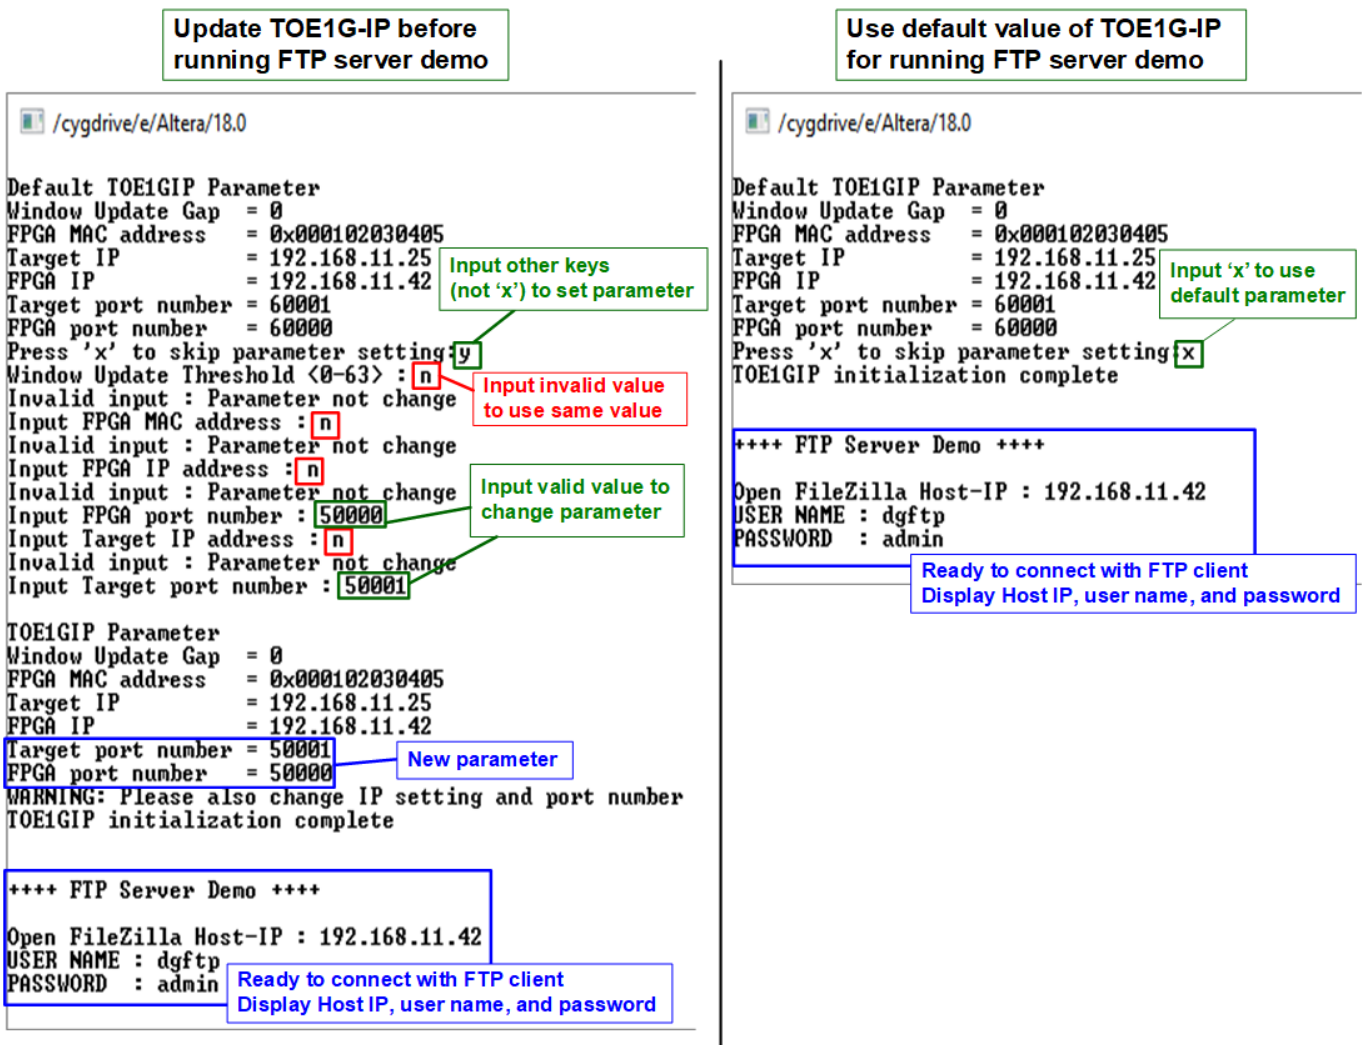 Update TOE1G-IP before
running FTP server demo
/cygdrive/e/Altera/18.0
Default TOE1GIP Parameter
Window Update Gap = 0
FPGA MAC address = 0x000102030405
Target IP = 192.168.11.25
FPGA IP = 192.168.11.42
Target port number = 60001
FPGA port number = 60000
Press 'x' to skip parameter setting:y
Input other keys
(not ‘x’) to set parameter
Window Update Threshold <0-63> : n
Input invalid value
to use same value
Invalid input : Parameter not change
Input FPGA MAC address : n
Invalid input : Parameter not change
Input FPGA IP address : n
Invalid input : Parameter not change
Input FPGA port number : 50000
Input valid value to
change parameter
Input Target IP address : n
Invalid input : Parameter not change
Input Target port number : 50001
TOE1GIP Parameter
Window Update Gap = 0
FPGA MAC address = 0x000102030405
Target IP = 192.168.11.25
FPGA IP = 192.168.11.42
Target port number = 50001
FPGA port number = 50000
New parameter
WARNING: Please also change IP setting and port number
TOE1GIP initialization complete
++++ FTP Server Demo ++++
Open FileZilla Host-IP : 192.168.11.42
USER NAME : dgftp
PASSWORD : admin
Ready to connect with FTP client
Display Host IP, user name, and password
Use default value of TOE1G-IP
for running FTP server demo
/cygdrive/e/Altera/18.0
Default TOE1GIP Parameter
Window Update Gap = 0
FPGA MAC address = 0x000102030405
Target IP = 192.168.11.25
FPGA IP = 192.168.11.42
Target port number = 60001
FPGA port number = 60000
Input ‘x’ to use
default parameter
Press 'x' to skip parameter setting:x
TOE1GIP initialization complete
++++ FTP Server Demo ++++
Open FileZilla Host-IP : 192.168.11.42
USER NAME : dgftp
PASSWORD : admin
Ready to connect with FTP client
Display Host IP, user name, and password